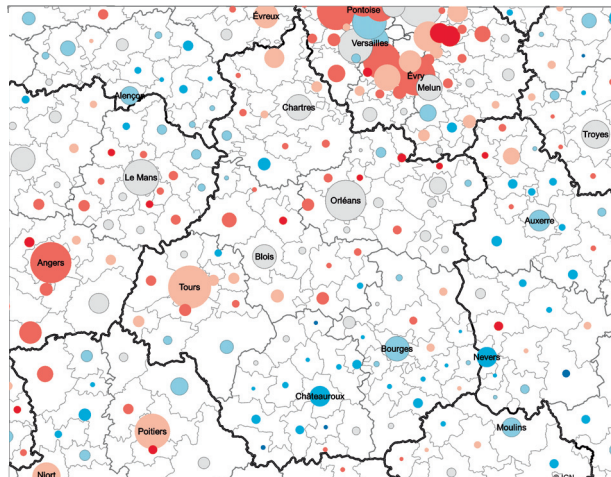 Pontoise
Évreux
Versailles
Évry
Melun
Alençon
Chartres
Troyes
Le Mans
Orléans
Auxerre
Blois
Angers
Tours
Bourges
Nevers
Châteauroux
Moulins
Poitiers
Niort
© IGN